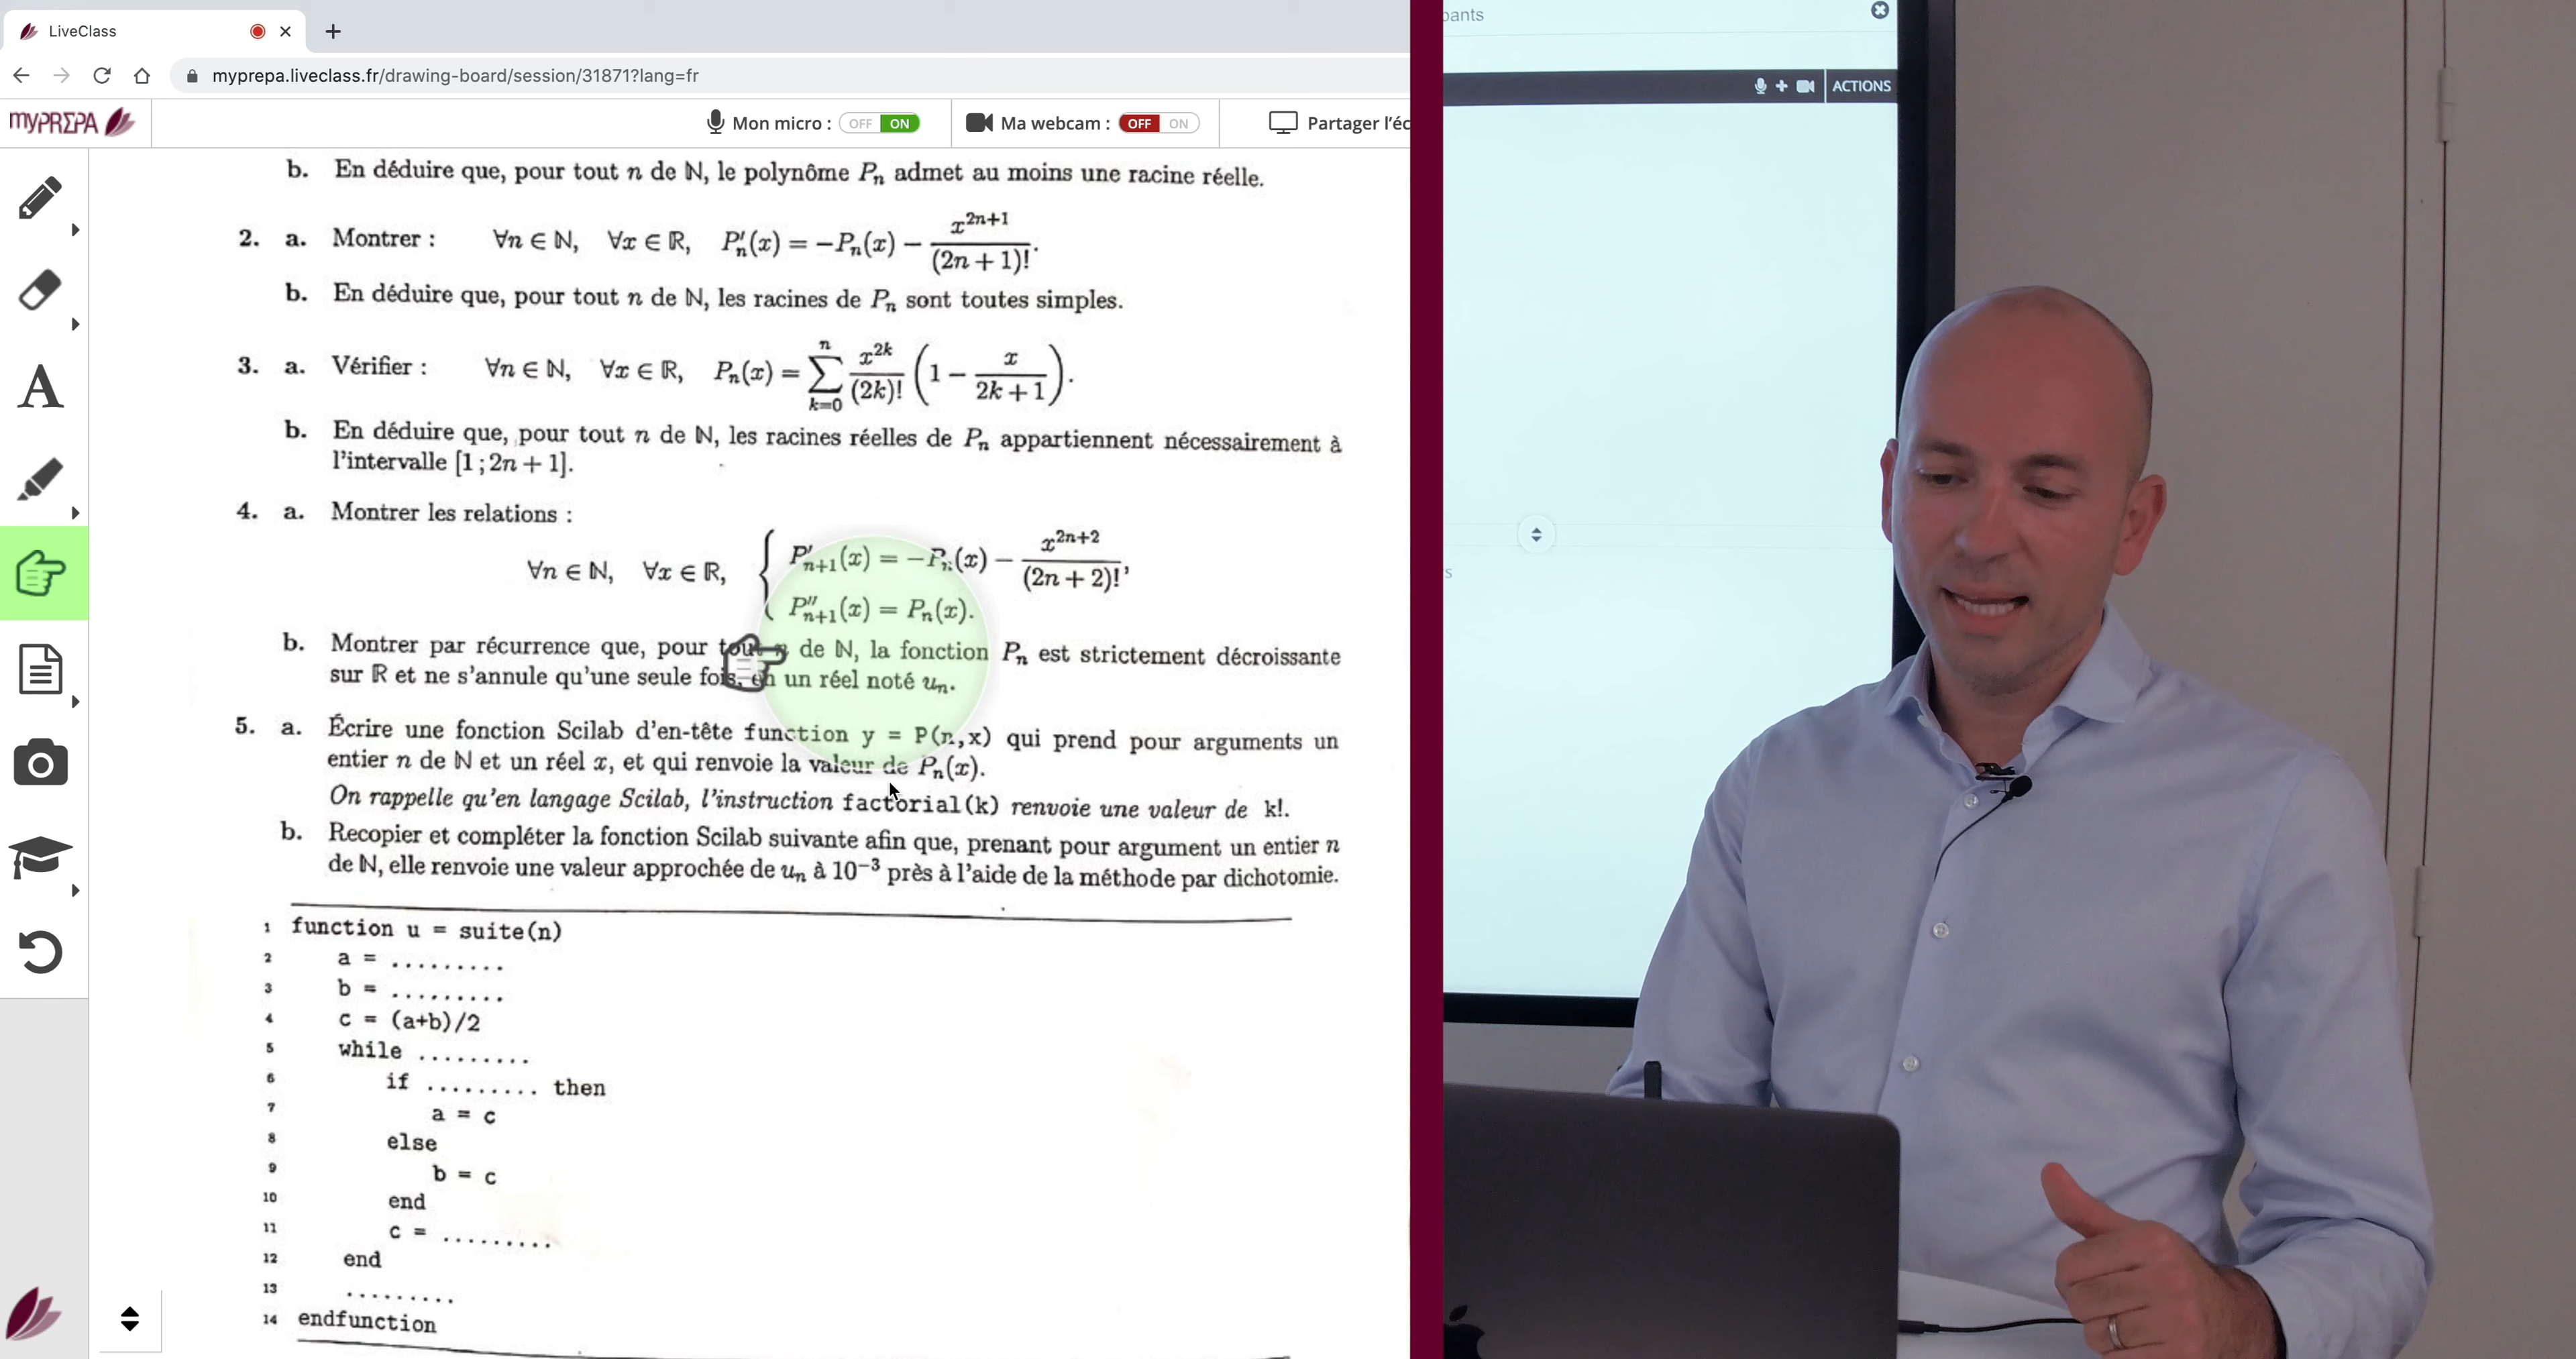 LiveClass
myprepa.liveclass.fr/drawing-board/session/31871?lang=fr
myPRΣPA
Mon micro : OFF ON
Ma webcam : OFF ON
Partager l'éc
b. En déduire que, pour tout n de ℕ, le polynôme Pₙ admet au moins une racine réelle.
2. a. Montrer : ∀n ∈ ℕ, ∀x ∈ ℝ, P'ₙ(x) = −Pₙ(x) − x^{2n+1}/(2n + 1)!.
b. En déduire que, pour tout n de ℕ, les racines de Pₙ sont toutes simples.
3. a. Vérifier : ∀n ∈ ℕ, ∀x ∈ ℝ, Pₙ(x) = ∑_{k=0}^{n} x^{2k}/(2k)! (1 − x/(2k + 1)).
b. En déduire que, pour tout n de ℕ, les racines réelles de Pₙ appartiennent nécessairement à
l'intervalle [1 ; 2n + 1].
4. a. Montrer les relations :
∀n ∈ ℕ, ∀x ∈ ℝ, { P'ₙ₊₁(x) = −Pₙ(x) − x^{2n+2}/(2n + 2)!,
P''ₙ₊₁(x) = Pₙ(x).
b. Montrer par récurrence que, pour tout n de ℕ, la fonction Pₙ est strictement décroissante
sur ℝ et ne s'annule qu'une seule fois, en un réel noté uₙ.
5. a. Écrire une fonction Scilab d'en-tête function y = P(n,x) qui prend pour arguments un
entier n de ℕ et un réel x, et qui renvoie la valeur de Pₙ(x).
On rappelle qu'en langage Scilab, l'instruction factorial(k) renvoie une valeur de k!.
b. Recopier et compléter la fonction Scilab suivante afin que, prenant pour argument un entier n
de ℕ, elle renvoie une valeur approchée de uₙ à 10⁻³ près à l'aide de la méthode par dichotomie.
1 function u = suite(n)
2 a = .........
3 b = .........
4 c = (a+b)/2
5 while .........
6 if ......... then
7 a = c
8 else
9 b = c
10 end
11 c = .........
12 end
13 .........
14 endfunction
A
pants
ACTIONS
s